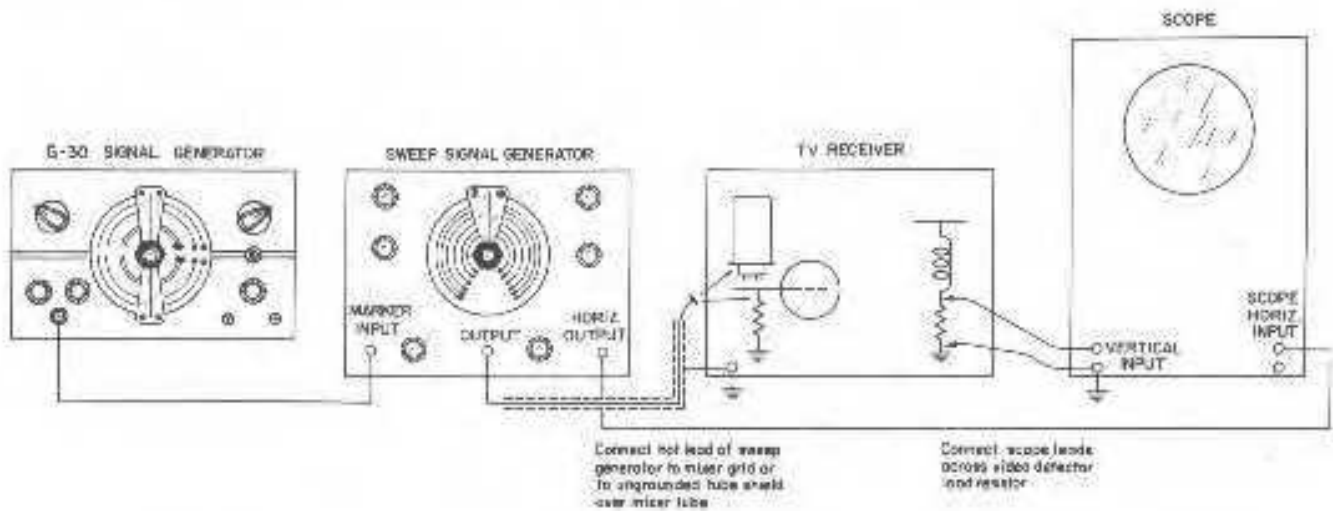 SCOPE
G-30 SIGNAL GENERATOR
SWEEP SIGNAL GENERATOR
TV RECEIVER
MARKER
INPUT
OUTPUT
HORIZ
OUTPUT
VERTICAL
INPUT
SCOPE
HORIZ
INPUT
Connect hot lead of sweep
generator to mixer grid or
to ungrounded tube shield
over mixer tube
Connect scope leads
across video detector
load resistor